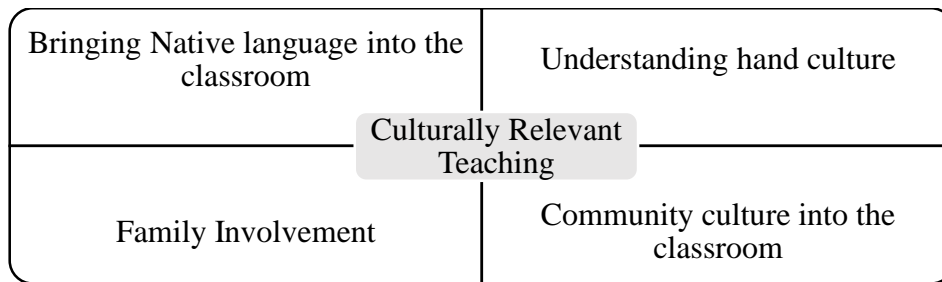 Bringing Native language into the
classroom
Understanding hand culture
Culturally Relevant
Teaching
Family Involvement
Community culture into the
classroom